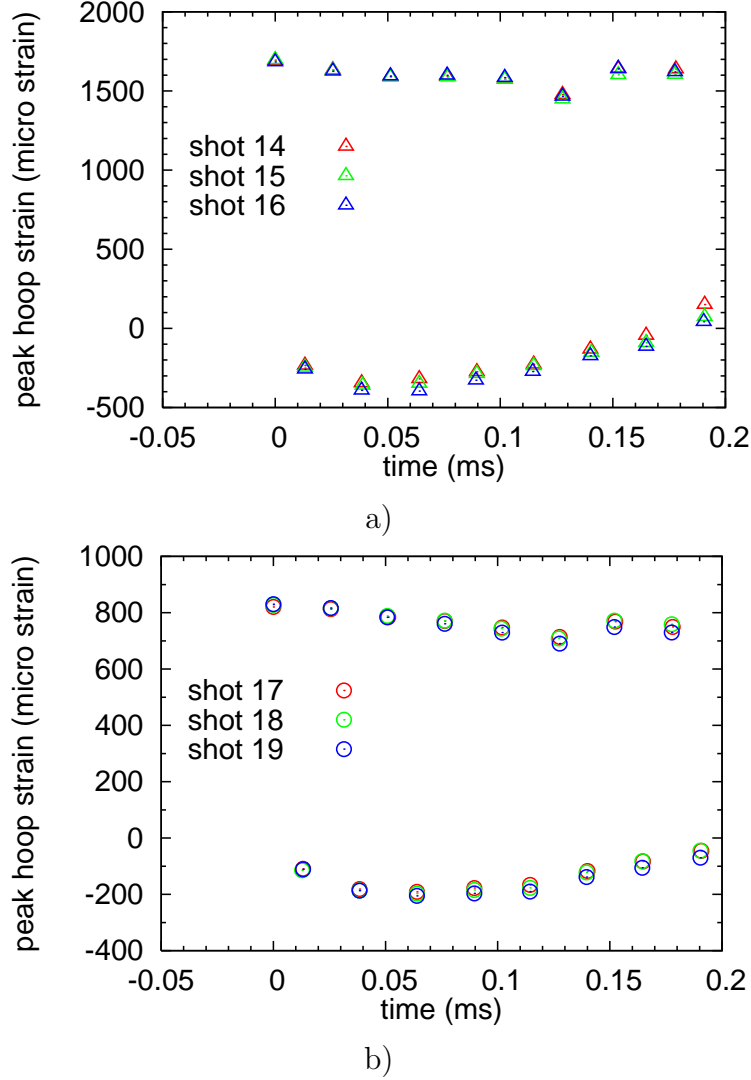 2000
1500
1000
500
0
-500
peak hoop strain (micro strain)
shot 14
shot 15
shot 16
-0.05 0 0.05 0.1 0.15 0.2
time (ms)
a)
1000
800
600
400
200
0
-200
-400
peak hoop strain (micro strain)
shot 17
shot 18
shot 19
-0.05 0 0.05 0.1 0.15 0.2
time (ms)
b)